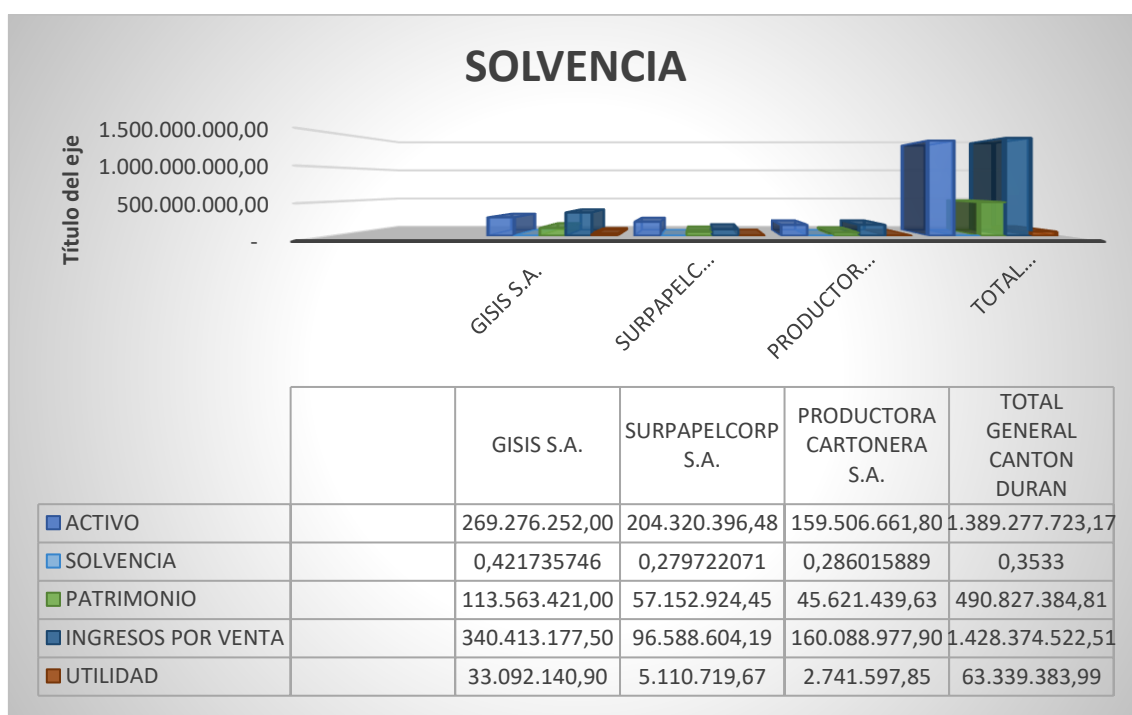 SOLVENCIA
Título del eje
1.500.000.000,00
1.000.000.000,00
500.000.000,00
-
GISIS S.A.
SURPAPELC...
PRODUCTOR...
TOTAL...
GISIS S.A.
SURPAPELCORP
S.A.
PRODUCTORA
CARTONERA
S.A.
TOTAL
GENERAL
CANTON
DURAN
ACTIVO 269.276.252,00 204.320.396,48 159.506.661,80 1.389.277.723,17
SOLVENCIA 0,421735746 0,279722071 0,286015889 0,3533
PATRIMONIO 113.563.421,00 57.152.924,45 45.621.439,63 490.827.384,81
INGRESOS POR VENTA 340.413.177,50 96.588.604,19 160.088.977,90 1.428.374.522,51
UTILIDAD 33.092.140,90 5.110.719,67 2.741.597,85 63.339.383,99